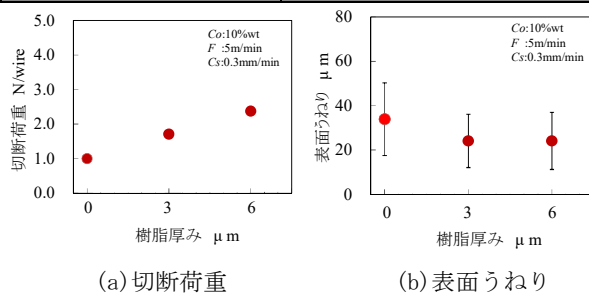 5.0
4.0
3.0
2.0
1.0
0.0
切断荷重 N/wire
Co:10%wt
F :5m/min
Cs:0.3mm/min
0
3
6
樹脂厚み μm
(a)切断荷重
80
60
40
20
0
表面うねり μm
Co:10%wt
F :5m/min
Cs:0.3mm/min
0
3
6
樹脂厚み μm
(b)表面うねり